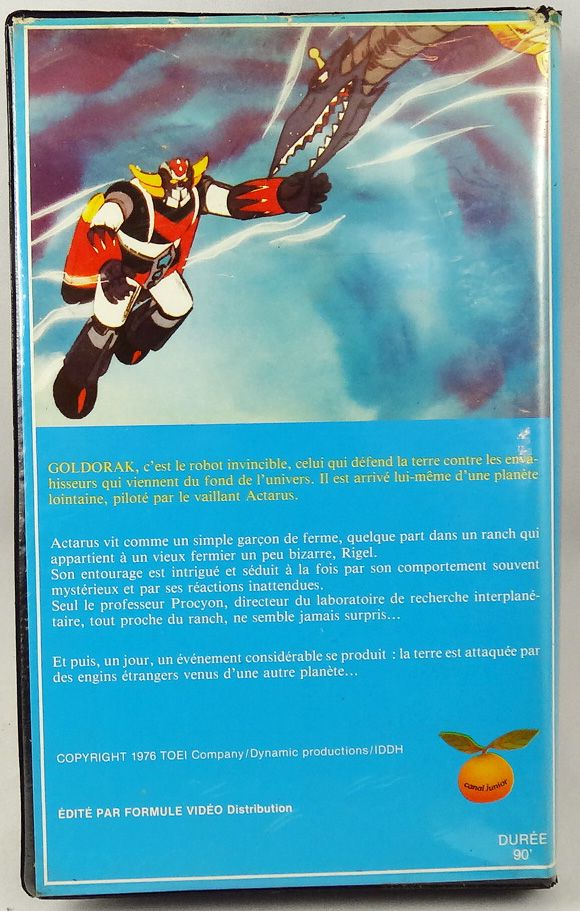 GOLDORAK, c'est le robot invincible, celui qui défend la terre contre les enva-
hisseurs qui viennent du fond de l'univers. Il est arrivé lui-même d'une planète
lointaine, piloté par le vaillant Actarus.
Actarus vit comme un simple garçon de ferme, quelque part dans un ranch qui
appartient à un vieux fermier un peu bizarre, Rigel.
Son entourage est intrigué et séduit à la fois par son comportement souvent
mystérieux et par ses réactions inattendues.
Seul le professeur Procyon, directeur du laboratoire de recherche interplané-
taire, tout proche du ranch, ne semble jamais surpris...
Et puis, un jour, un événement considérable se produit : la terre est attaquée par
des engins étrangers venus d'une autre planète...
COPYRIGHT 1976 TOEI Company/Dynamic productions/IDDH
canal junior
ÉDITÉ PAR FORMULE VIDÉO Distribution
DURÉE
90'